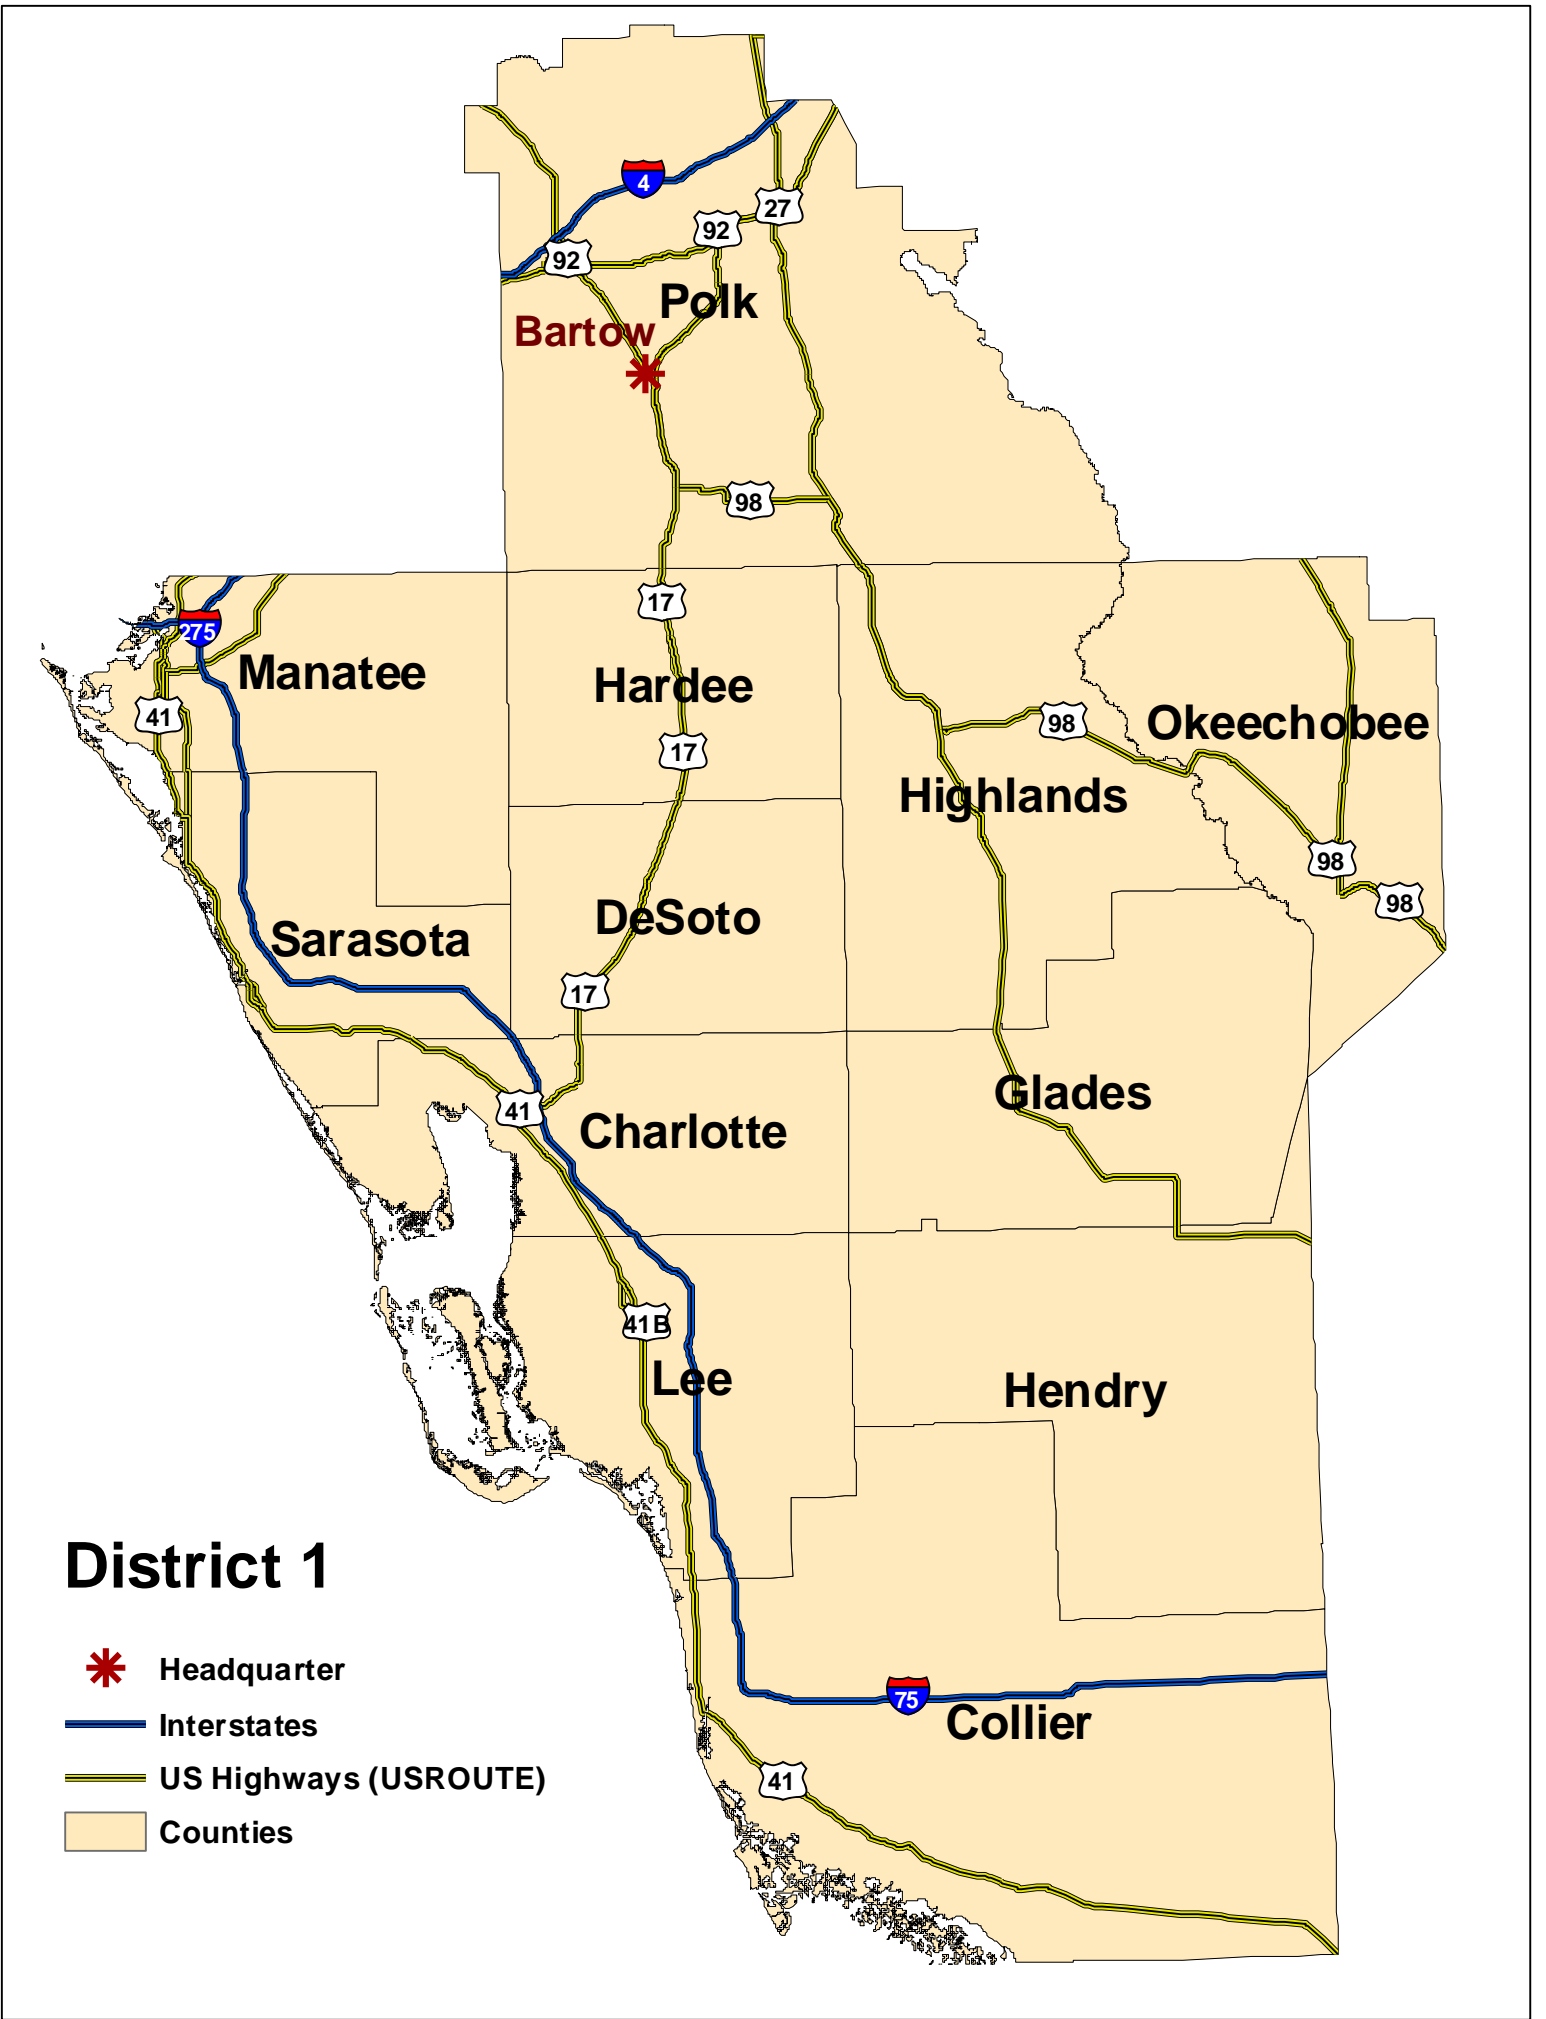 4
27
92
92
Polk
Bartow
98
17
275
Manatee
Hardee
41
98
Okeechobee
17
Highlands
98
98
DeSoto
Sarasota
17
Glades
41
Charlotte
41B
Lee
Hendry
75
Collier
41
District 1
Headquarter
Interstates
US Highways (USROUTE)
Counties